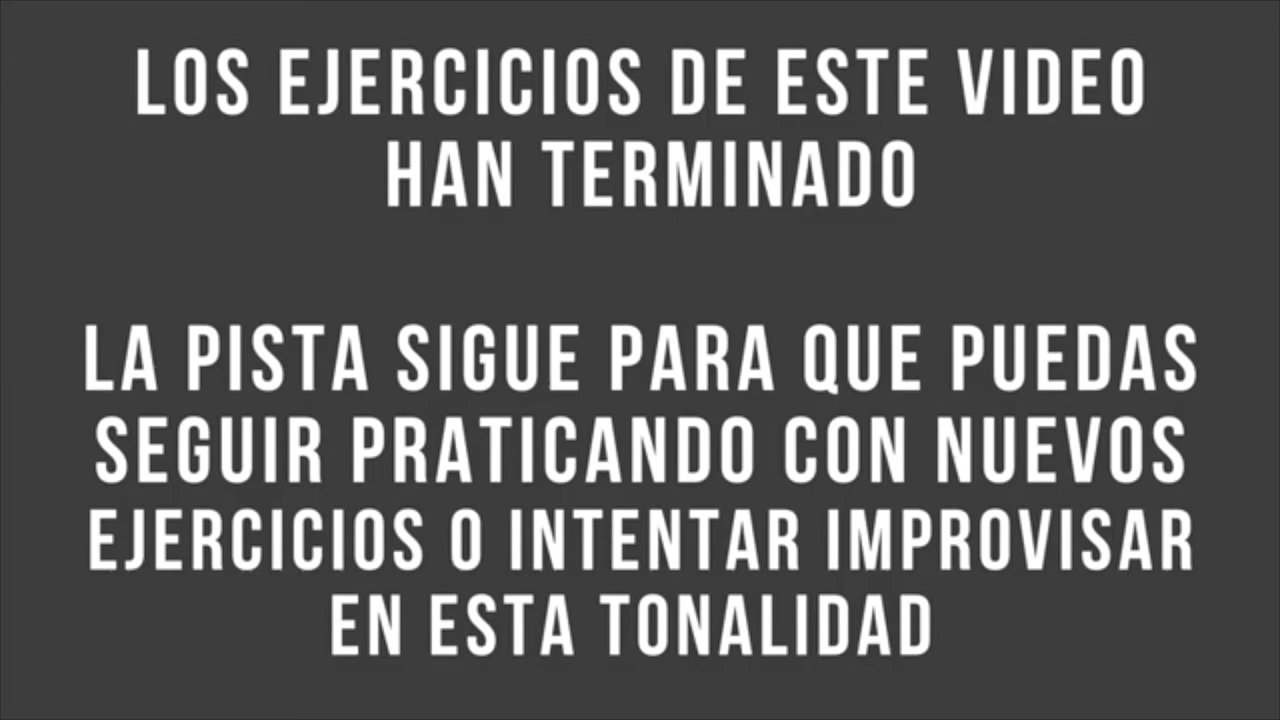 LOS EJERCICIOS DE ESTE VIDEO
HAN TERMINADO
LA PISTA SIGUE PARA QUE PUEDAS
SEGUIR PRATICANDO CON NUEVOS
EJERCICIOS O INTENTAR IMPROVISAR
EN ESTA TONALIDAD